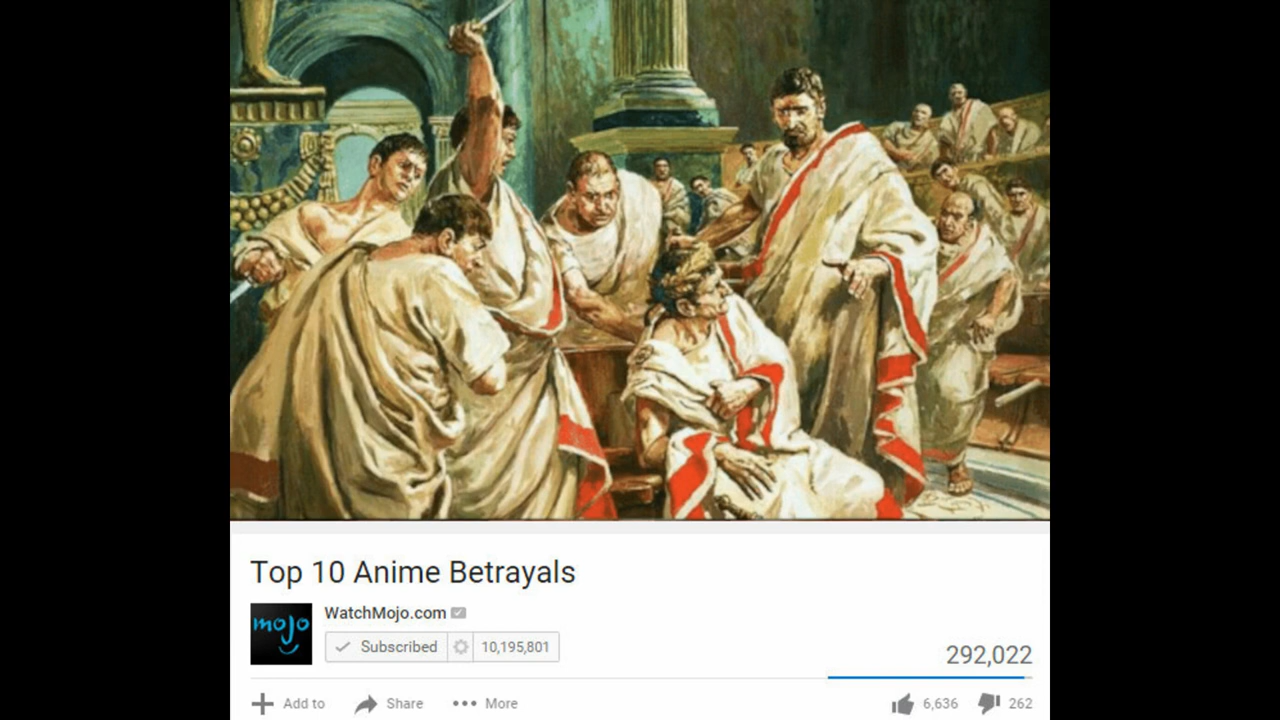 Top 10 Anime Betrayals
mojo
WatchMojo.com
Subscribed 10,195,801
292,022
Add to Share More 6,636 262